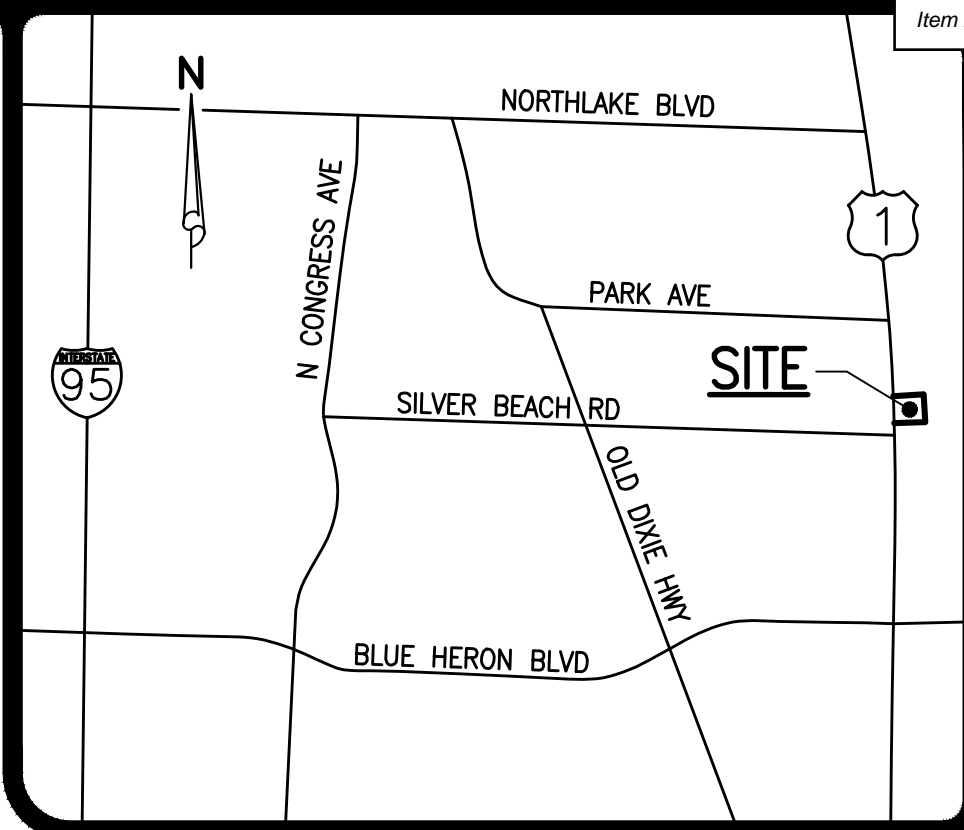 Item
N
NORTHLAKE BLVD
N CONGRESS AVE
1
PARK AVE
INTERSTATE
95
SITE
SILVER BEACH RD
OLD DIXIE HWY
BLUE HERON BLVD